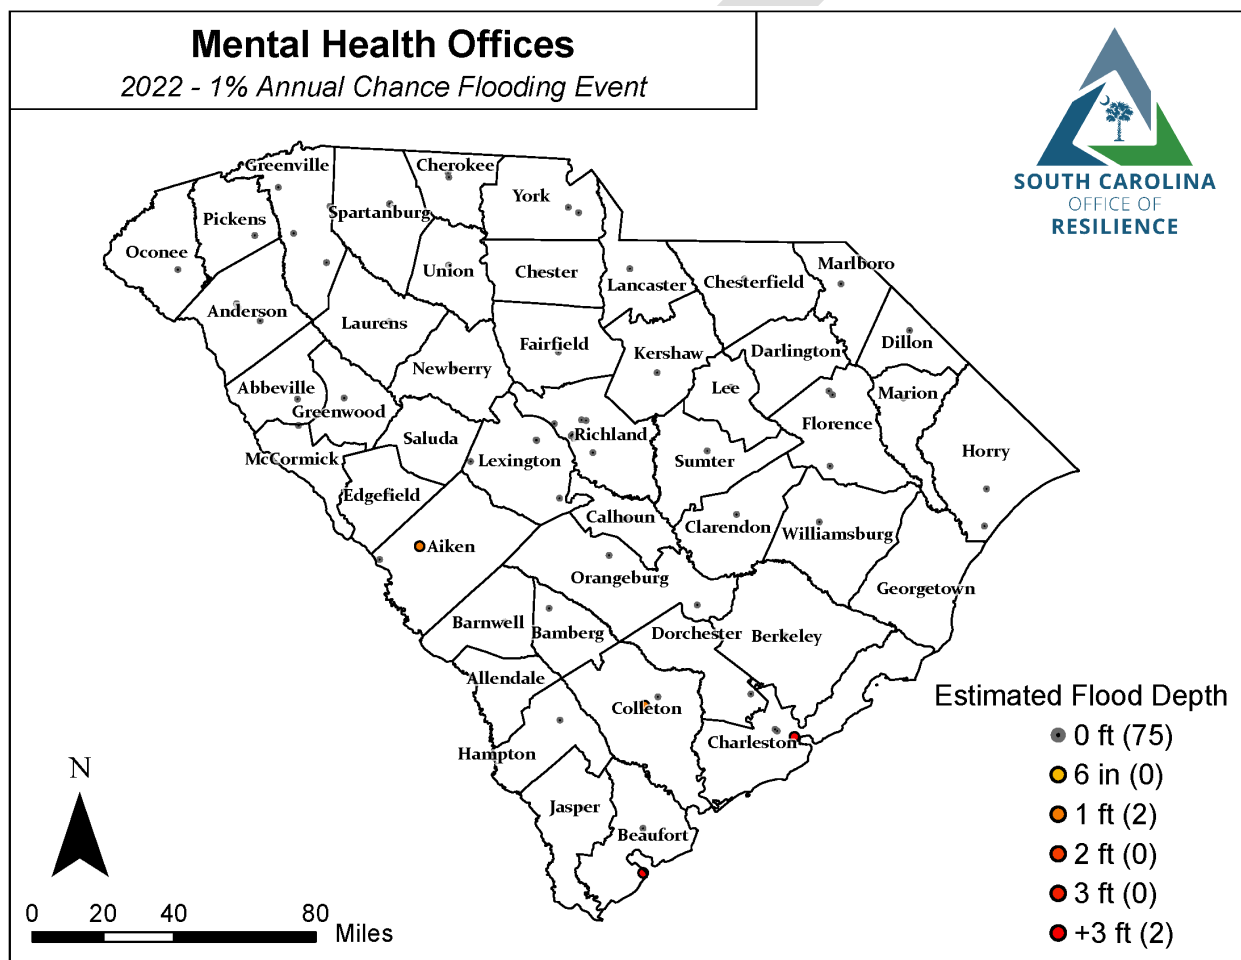 Mental Health Offices
2022 - 1% Annual Chance Flooding Event
SOUTH CAROLINA
OFFICE OF
RESILIENCE
Greenville
Cherokee
York
Pickens
Spartanburg
Oconee
Union
Chester
Lancaster
Chesterfield
Marlboro
Anderson
Laurens
Fairfield
Kershaw
Darlington
Dillon
Newberry
Abbeville
Greenwood
Lee
Marion
Saluda
Richland
Florence
McCormick
Lexington
Sumter
Horry
Edgefield
Calhoun
Clarendon
Williamsburg
Aiken
Orangeburg
Georgetown
Barnwell
Bamberg
Dorchester
Berkeley
Allendale
Colleton
Charleston
Hampton
Jasper
Beaufort
Estimated Flood Depth
0 ft (75)
6 in (0)
1 ft (2)
2 ft (0)
3 ft (0)
+3 ft (2)
N
0 20 40 80
Miles